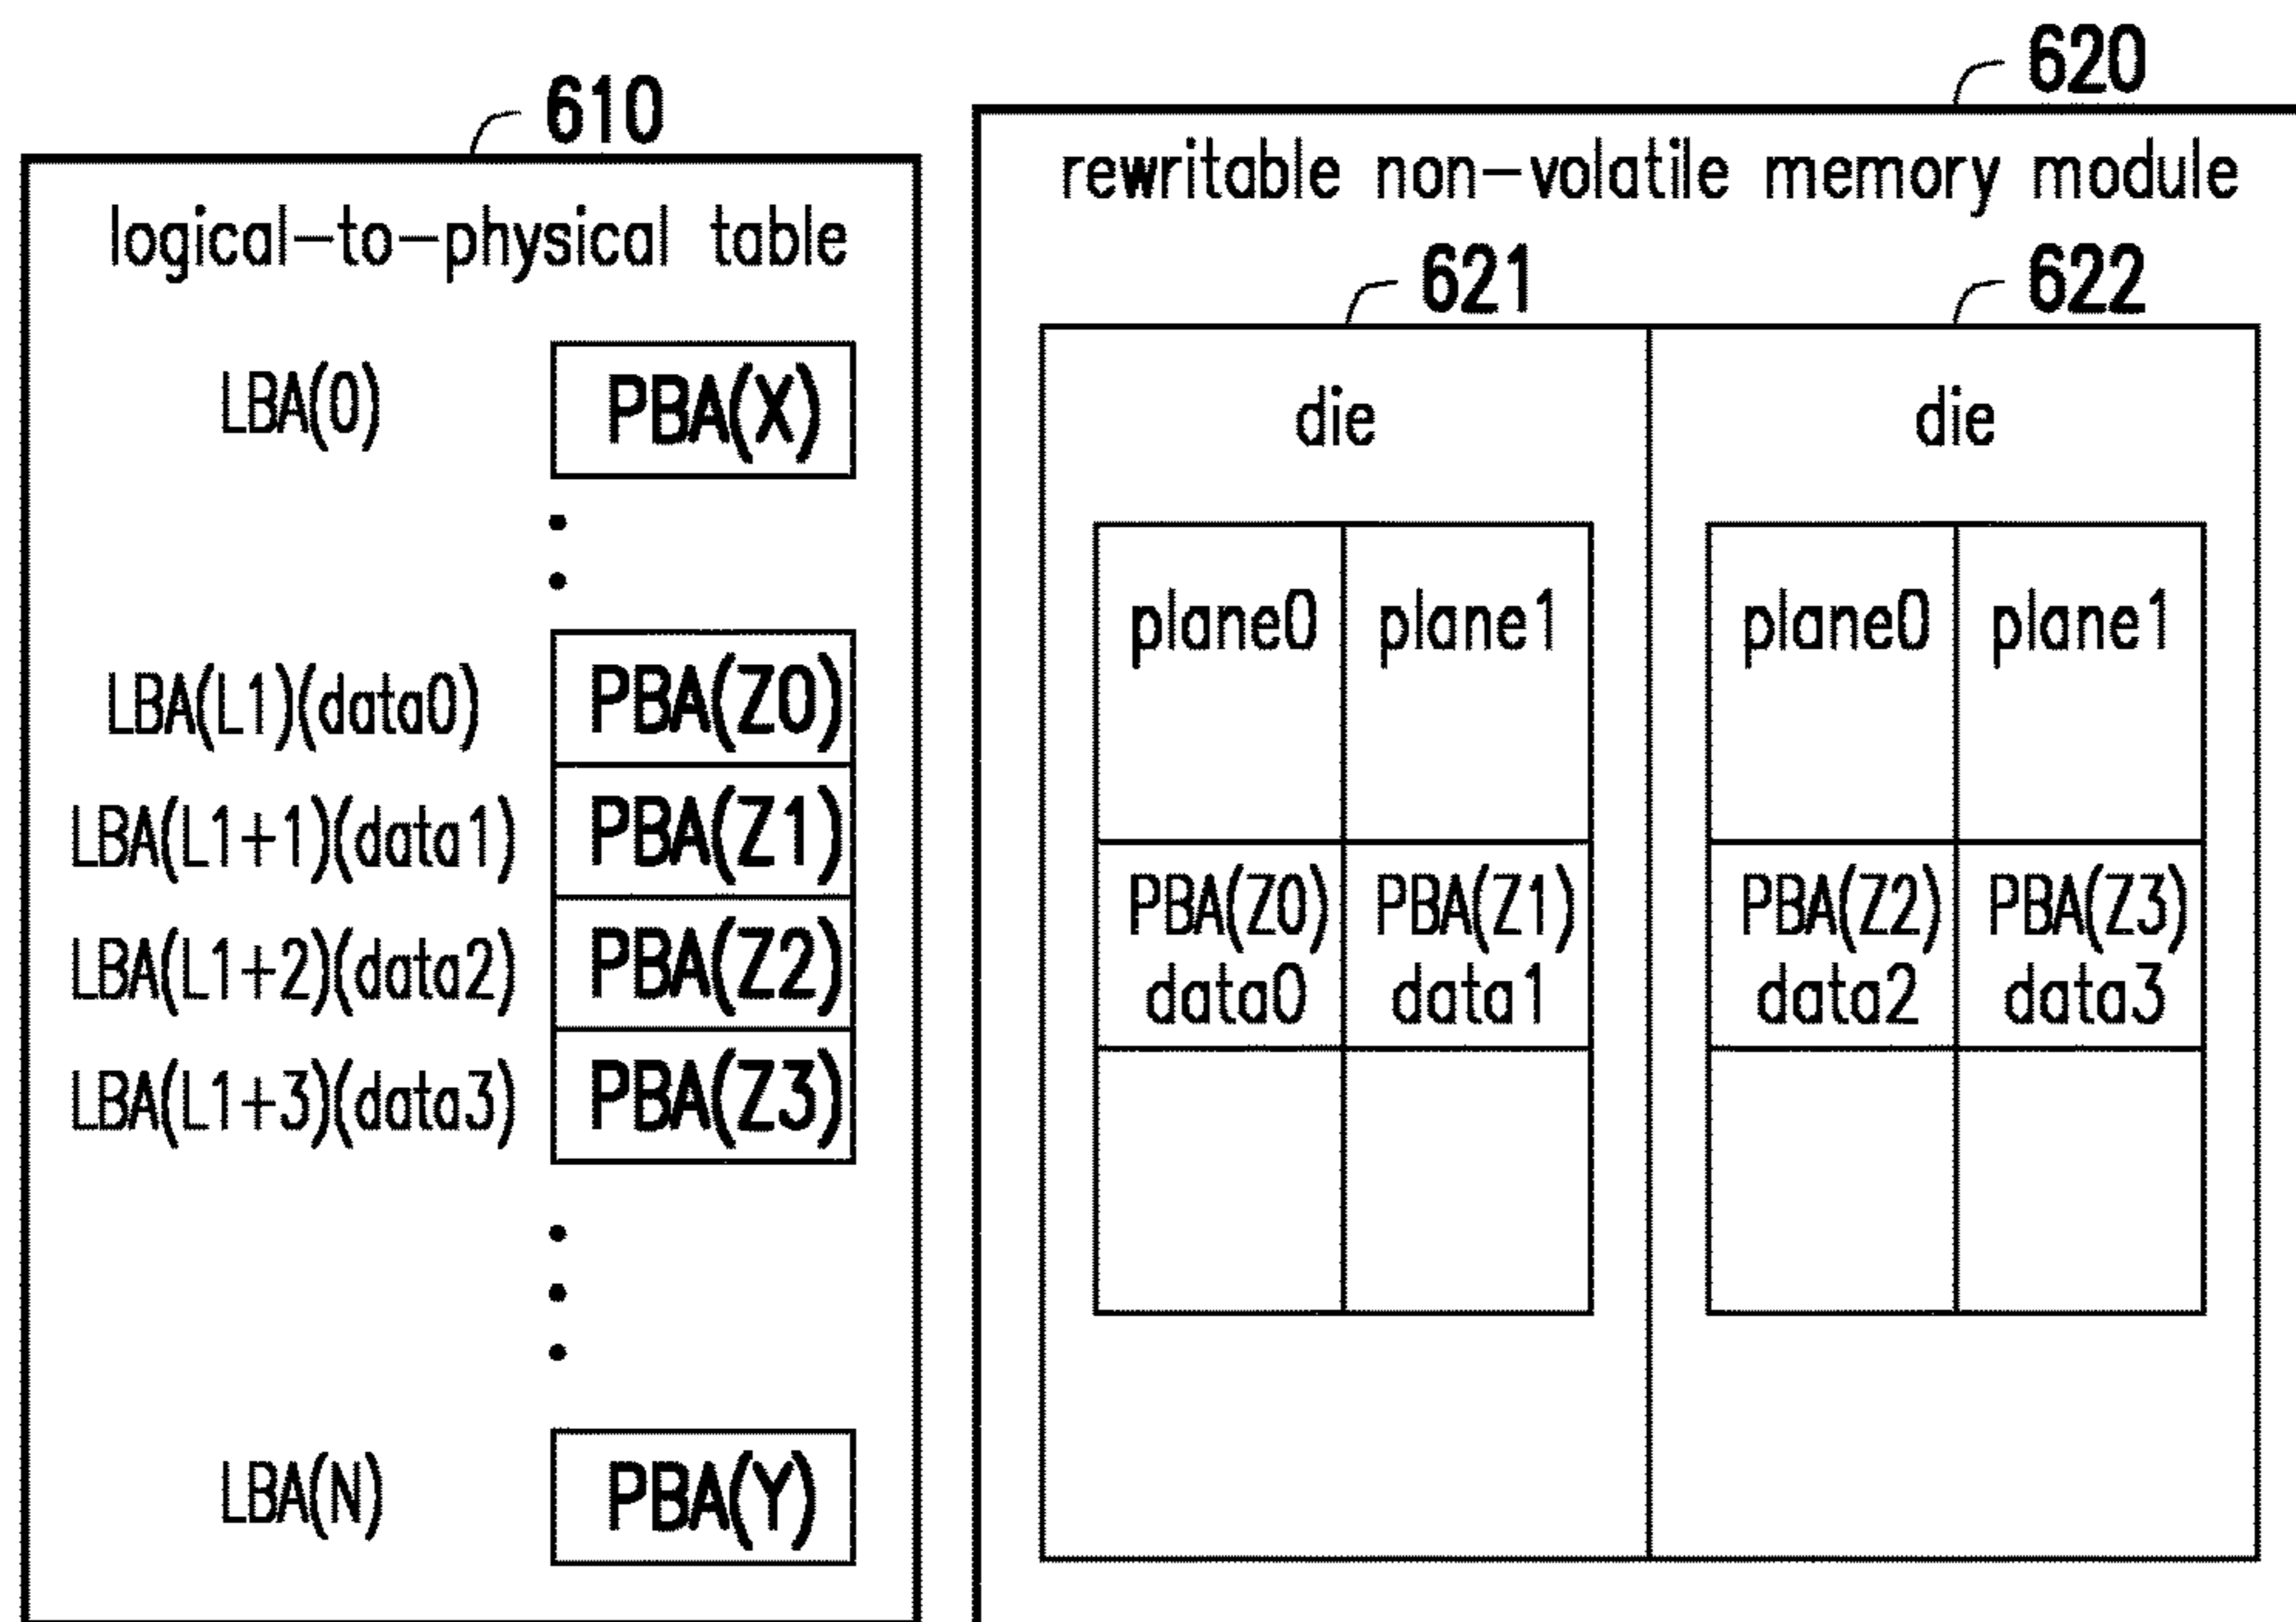 610
logical-to-physical table
LBA(0) PBA(X)
LBA(L1)(data0) PBA(Z0)
LBA(L1+1)(data1) PBA(Z1)
LBA(L1+2)(data2) PBA(Z2)
LBA(L1+3)(data3) PBA(Z3)
LBA(N) PBA(Y)
620
rewritable non-volatile memory module
621 622
die die
plane0 plane1 plane0 plane1
PBA(Z0) PBA(Z1) PBA(Z2) PBA(Z3)
data0 data1 data2 data3